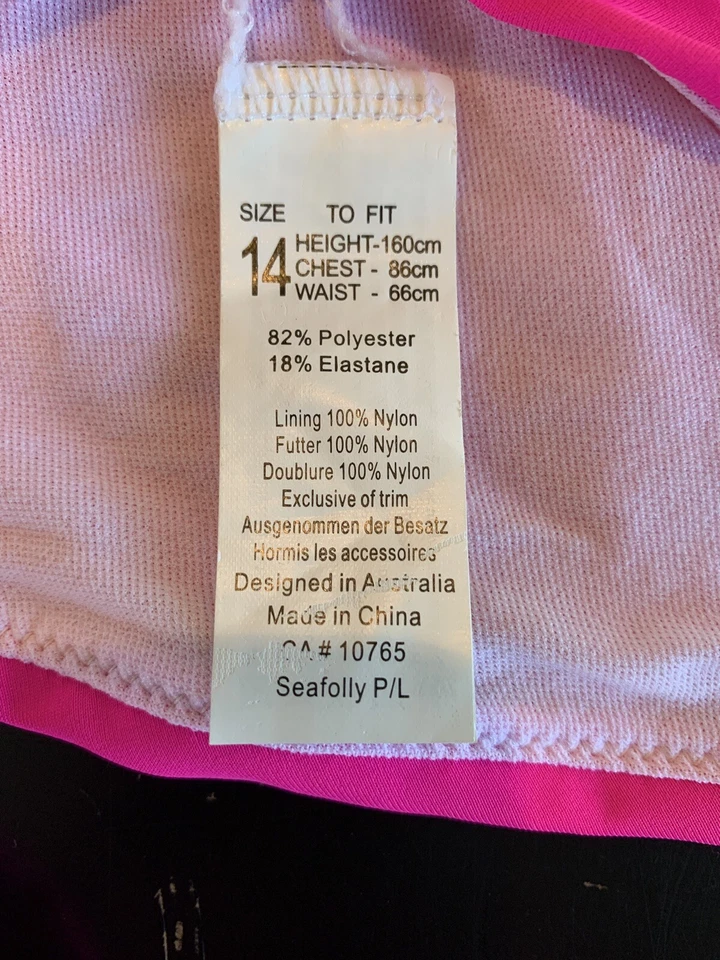 SIZE TO FIT
14 HEIGHT-160cm
CHEST - 86cm
WAIST - 66cm
82% Polyester
18% Elastane
Lining 100% Nylon
Futter 100% Nylon
Doublure 100% Nylon
Exclusive of trim
Ausgenommen der Besatz
Hormis les accessoires
Designed in Australia
Made in China
CA# 10765
Seafolly P/L